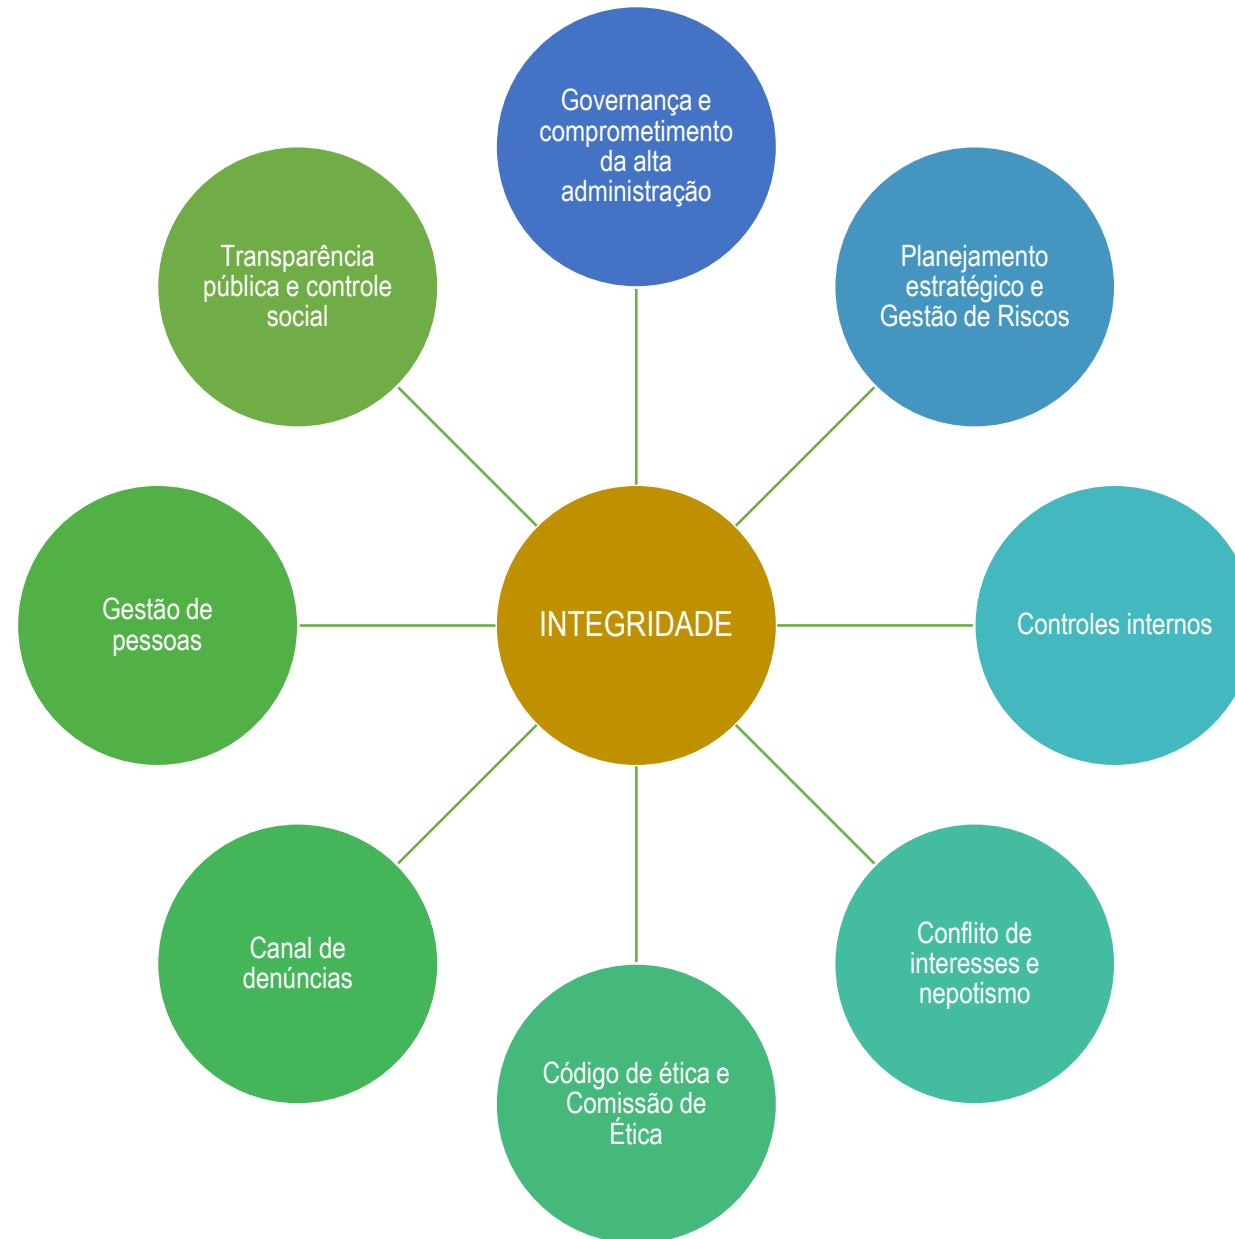 Governança e
comprometimento
da alta
administração
Transparência
pública e controle
social
Planejamento
estratégico e
Gestão de Riscos
Gestão de
pessoas
INTEGRIDADE
Controles internos
Canal de
denúncias
Conflito de
interesses e
nepotismo
Código de ética e
Comissão de
Ética